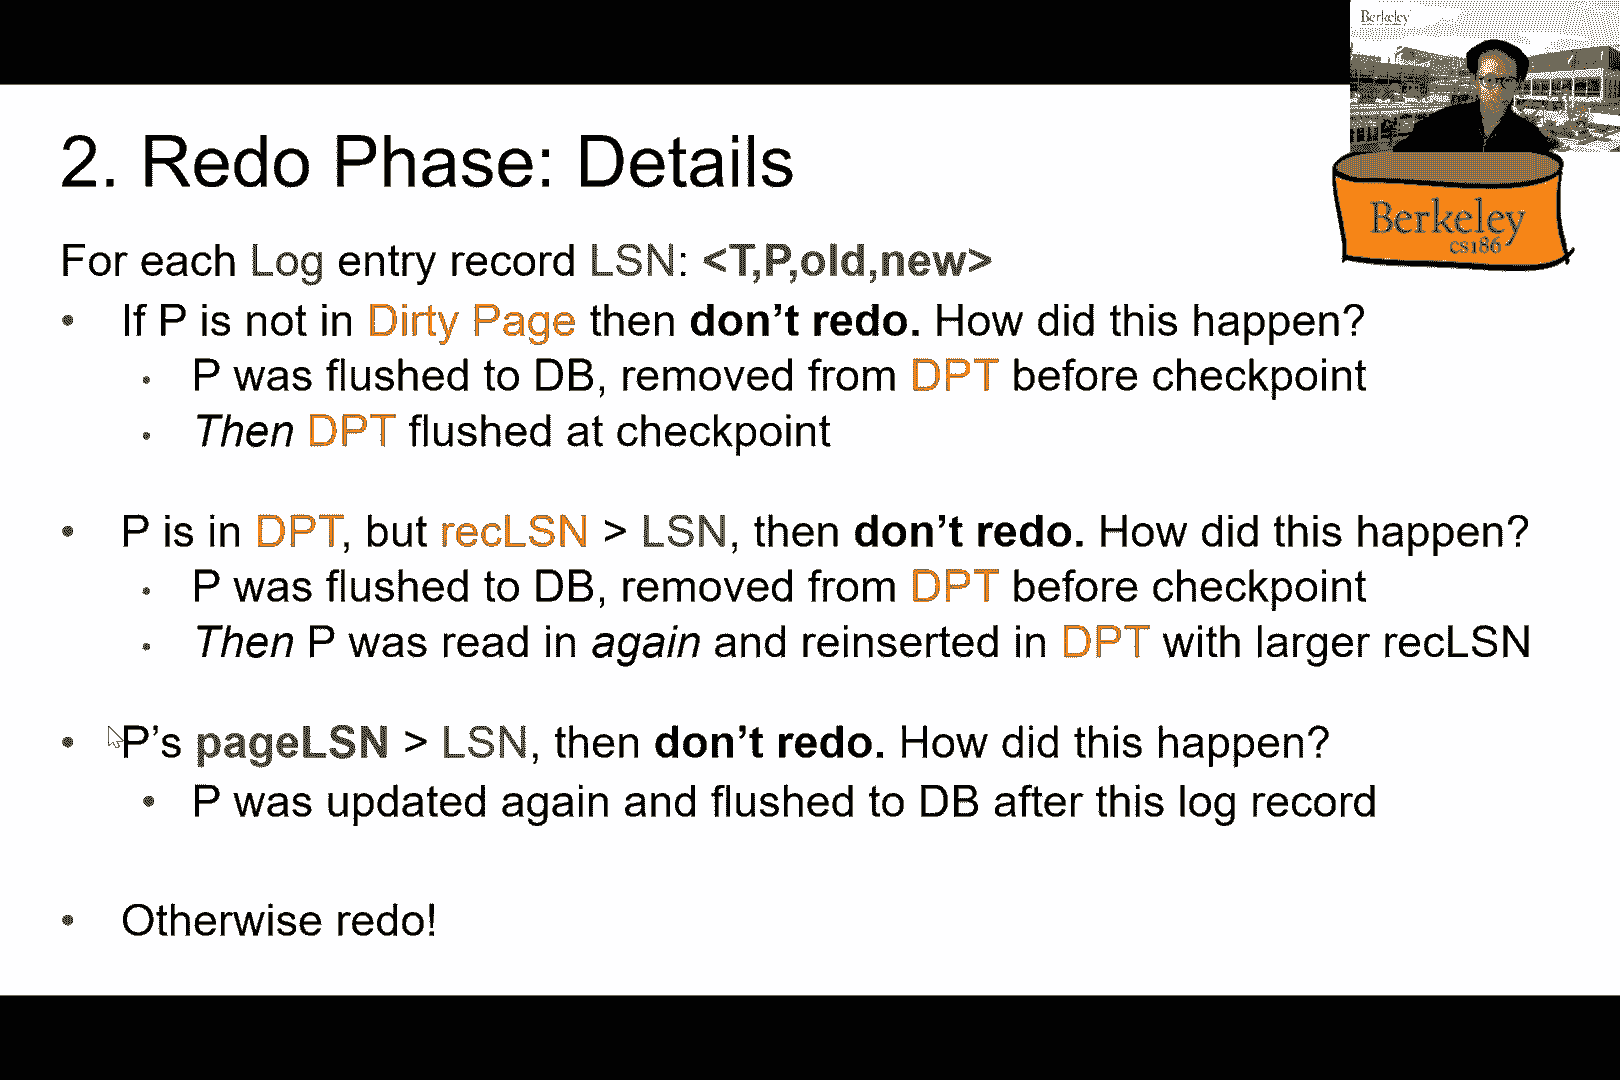 Berkeley
2. Redo Phase: Details
Berkeley
cs186
For each Log entry record LSN: <T,P,old,new>
• If P is not in Dirty Page then don't redo. How did this happen?
• P was flushed to DB, removed from DPT before checkpoint
• Then DPT flushed at checkpoint
• P is in DPT, but recLSN > LSN, then don't redo. How did this happen?
• P was flushed to DB, removed from DPT before checkpoint
• Then P was read in again and reinserted in DPT with larger recLSN
• P's pageLSN > LSN, then don't redo. How did this happen?
• P was updated again and flushed to DB after this log record
• Otherwise redo!